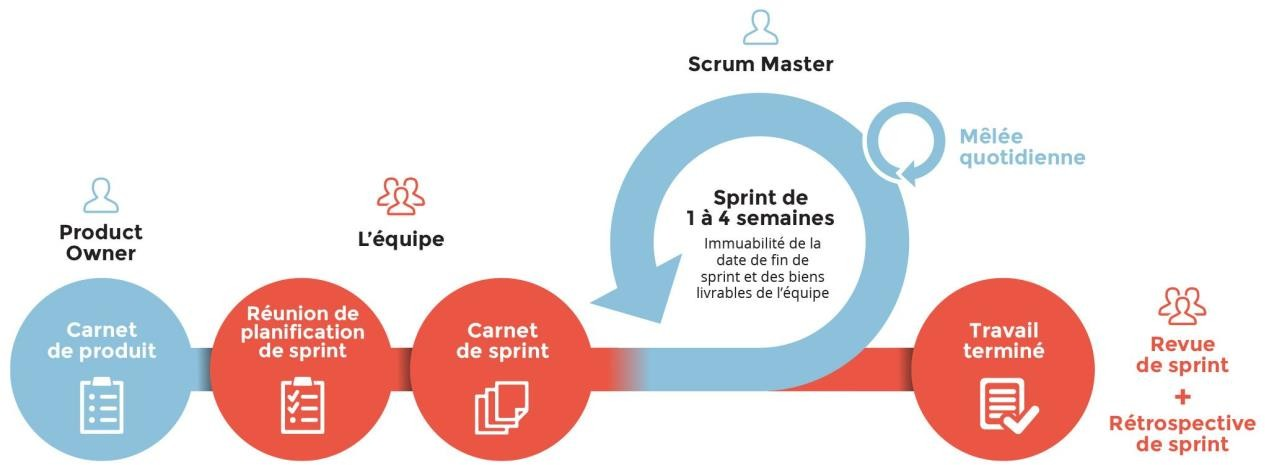 Scrum Master
Mêlée
quotidienne
Product
Owner
L’équipe
Sprint de
1 à 4 semaines
Immuabilité de la
date de fin de
sprint et des biens
livrables de l’équipe
Carnet
de produit
Réunion de
planification
de sprint
Carnet
de sprint
Travail
terminé
Revue
de sprint
+
Rétrospective
de sprint